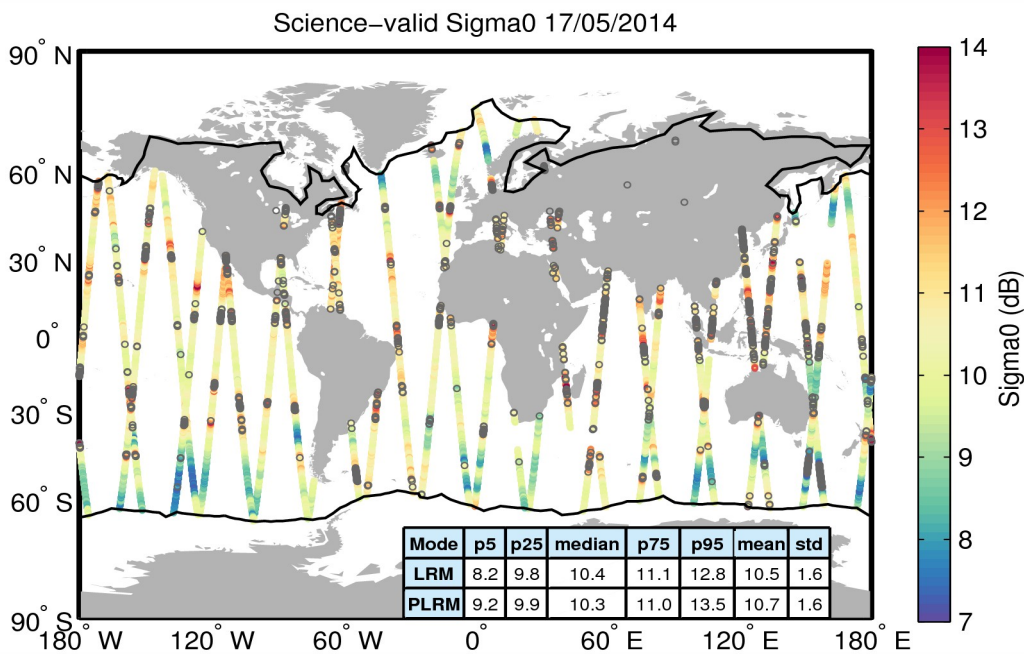 Science−valid Sigma0 17/05/2014
90° N
60° N
30° N
0°
30° S
60° S
90° S
180° W
120° W
60° W
0°
60° E
120° E
180° E
14
13
12
11
10
9
8
7
Sigma0 (dB)
Mode p5 p25 median p75 p95 mean std
LRM 8.2 9.8 10.4 11.1 12.8 10.5 1.6
PLRM 9.2 9.9 10.3 11.0 13.5 10.7 1.6